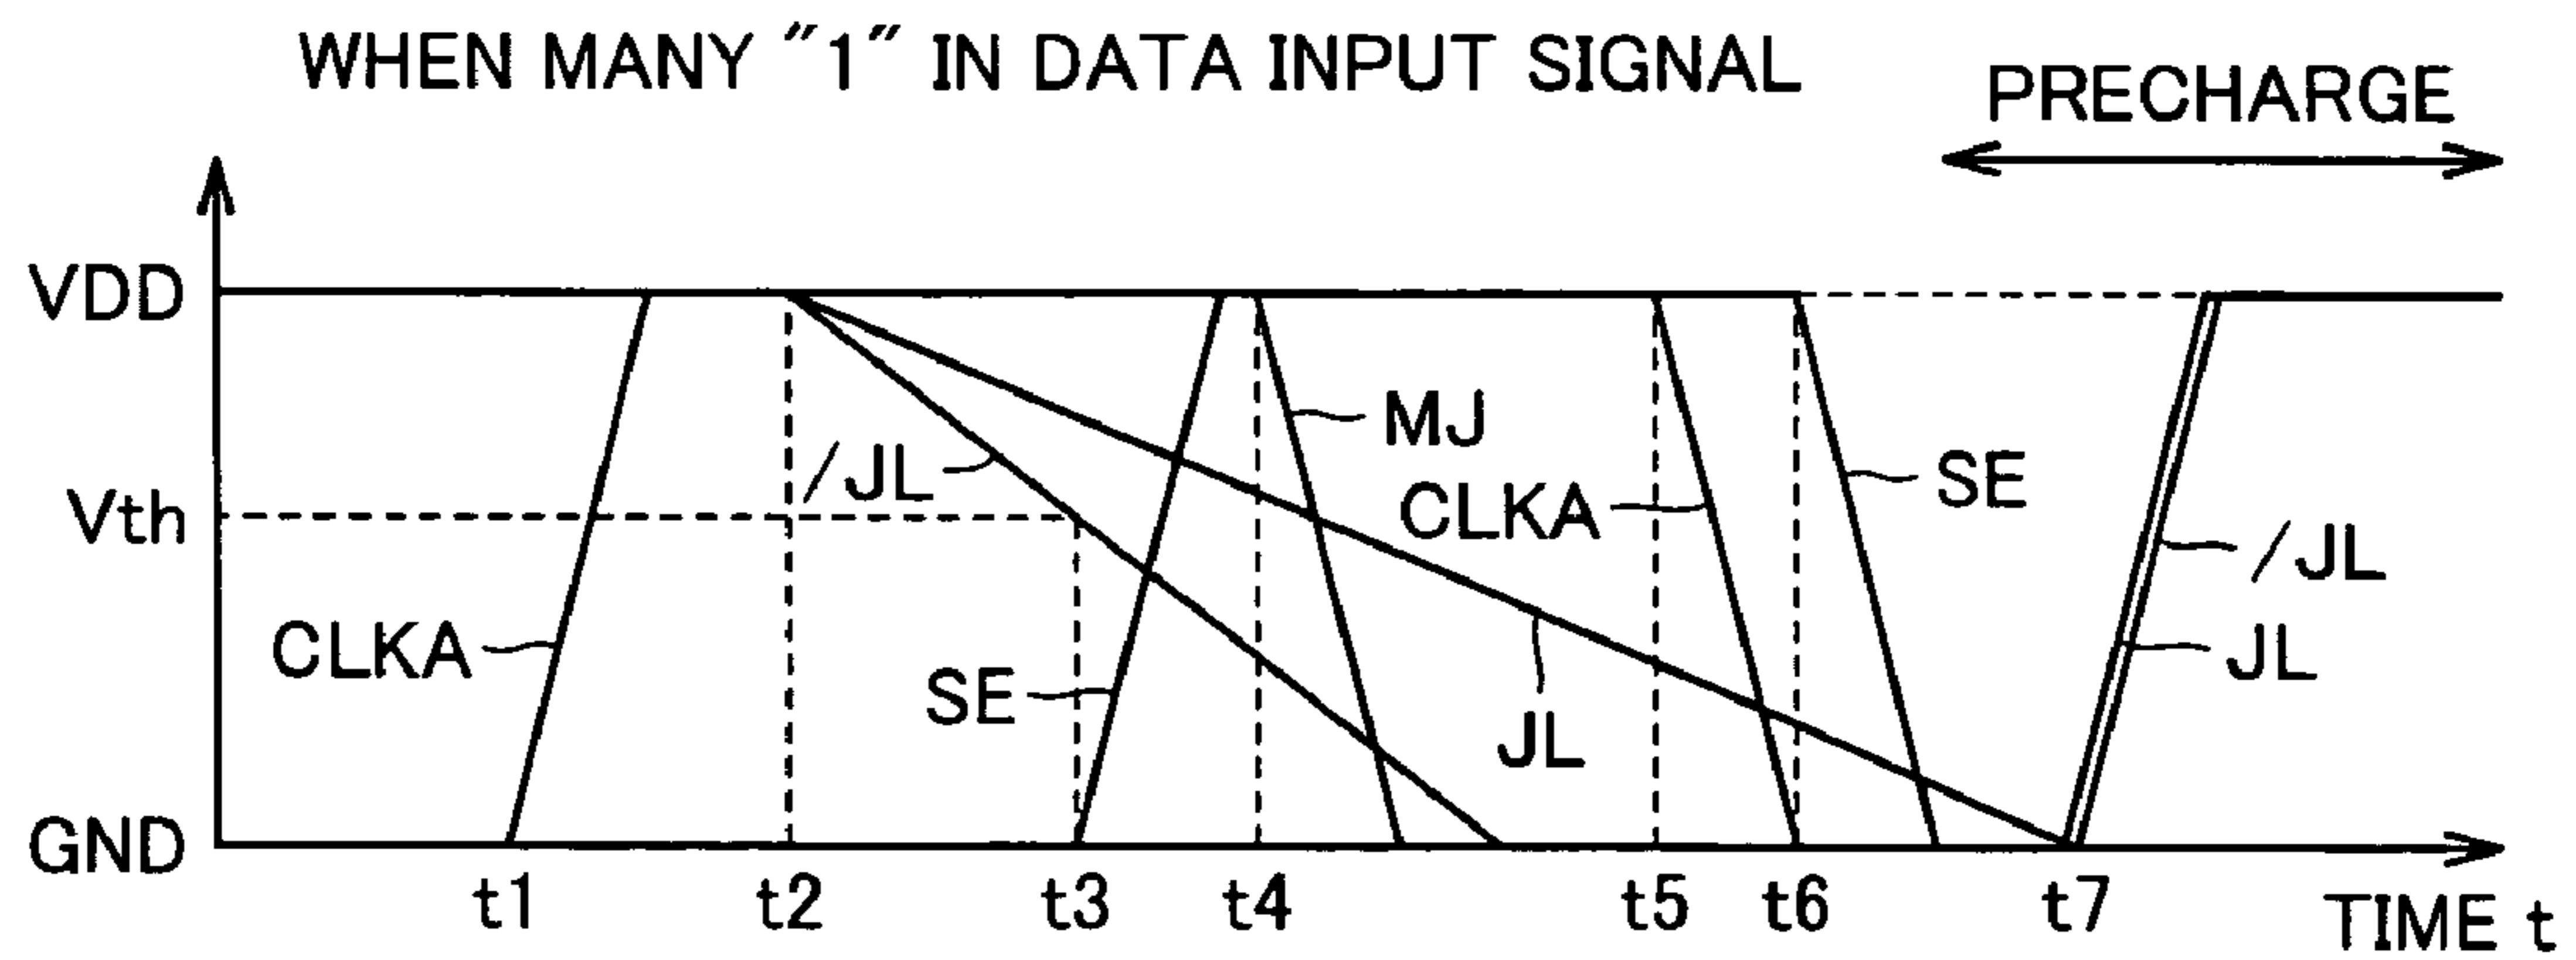 WHEN MANY "1" IN DATA INPUT SIGNAL
PRECHARGE
VDD
Vth
GND
CLKA
/JL
SE
MJ
CLKA
JL
SE
/JL
JL
t1 t2 t3 t4 t5 t6 t7
TIME t